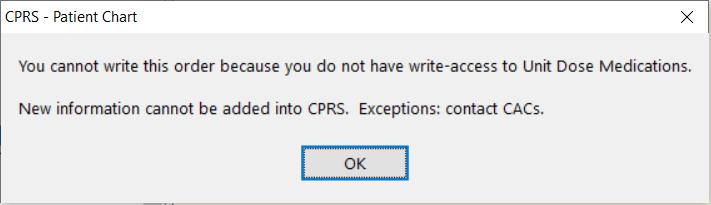 CPRS - Patient Chart
You cannot write this order because you do not have write-access to Unit Dose Medications.
New information cannot be added into CPRS.  Exceptions: contact CACs.
OK